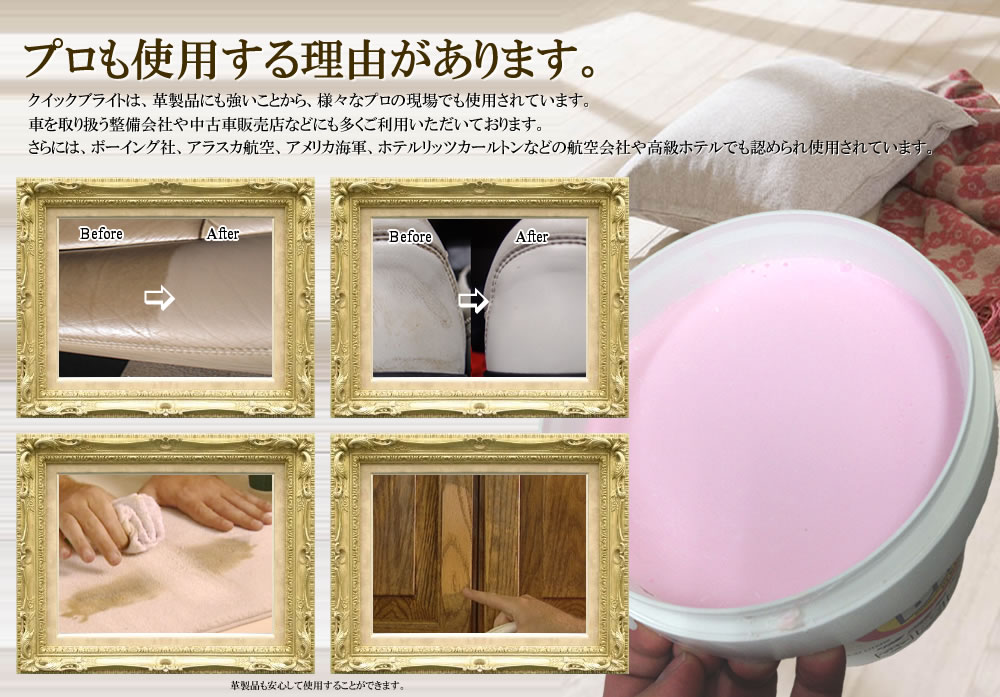 プロも使用する理由があります。
クイックブライトは、革製品にも強いことから、様々なプロの現場でも使用されています。
車を取り扱う整備会社や中古車販売店などにも多くご利用いただいております。
さらには、ボーイング社、アラスカ航空、アメリカ海軍、ホテルリッツカールトンなどの航空会社や高級ホテルでも認められ使用されています。
Before After
Before After
革製品も安心して使用することができます。